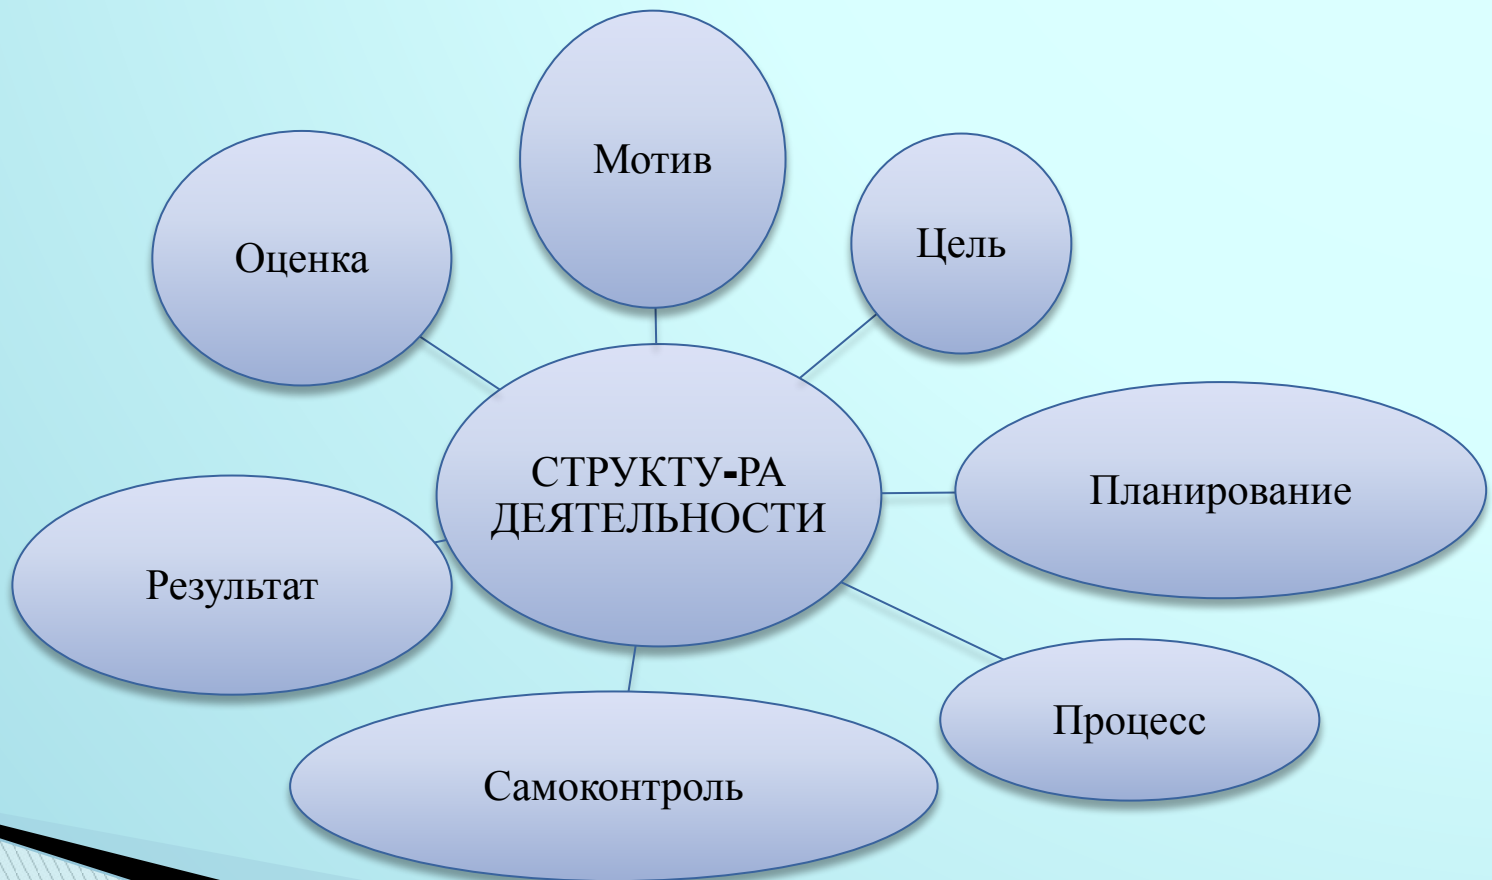 Мотив
Цель
Оценка
СТРУКТУ-РА
ДЕЯТЕЛЬНОСТИ
Планирование
Результат
Процесс
Самоконтроль